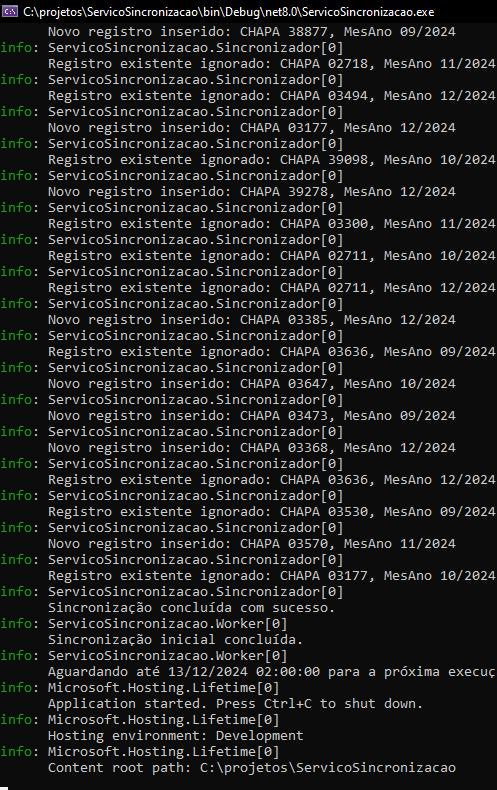 C:\projetos\ServicoSincronizacao\bin\Debug\net8.0\ServicoSincronizacao.exe
Novo registro inserido: CHAPA 38877, MesAno 09/2024
info: ServicoSincronizacao.Sincronizador[0]
Registro existente ignorado: CHAPA 02718, MesAno 11/2024
info: ServicoSincronizacao.Sincronizador[0]
Registro existente ignorado: CHAPA 03494, MesAno 12/2024
info: ServicoSincronizacao.Sincronizador[0]
Novo registro inserido: CHAPA 03177, MesAno 12/2024
info: ServicoSincronizacao.Sincronizador[0]
Registro existente ignorado: CHAPA 39098, MesAno 10/2024
info: ServicoSincronizacao.Sincronizador[0]
Novo registro inserido: CHAPA 39278, MesAno 12/2024
info: ServicoSincronizacao.Sincronizador[0]
Registro existente ignorado: CHAPA 03300, MesAno 11/2024
info: ServicoSincronizacao.Sincronizador[0]
Registro existente ignorado: CHAPA 02711, MesAno 10/2024
info: ServicoSincronizacao.Sincronizador[0]
Registro existente ignorado: CHAPA 02711, MesAno 12/2024
info: ServicoSincronizacao.Sincronizador[0]
Novo registro inserido: CHAPA 03385, MesAno 12/2024
info: ServicoSincronizacao.Sincronizador[0]
Registro existente ignorado: CHAPA 03636, MesAno 09/2024
info: ServicoSincronizacao.Sincronizador[0]
Novo registro inserido: CHAPA 03647, MesAno 10/2024
info: ServicoSincronizacao.Sincronizador[0]
Novo registro inserido: CHAPA 03473, MesAno 09/2024
info: ServicoSincronizacao.Sincronizador[0]
Novo registro inserido: CHAPA 03368, MesAno 12/2024
info: ServicoSincronizacao.Sincronizador[0]
Registro existente ignorado: CHAPA 03636, MesAno 12/2024
info: ServicoSincronizacao.Sincronizador[0]
Registro existente ignorado: CHAPA 03530, MesAno 09/2024
info: ServicoSincronizacao.Sincronizador[0]
Novo registro inserido: CHAPA 03570, MesAno 11/2024
info: ServicoSincronizacao.Sincronizador[0]
Registro existente ignorado: CHAPA 03177, MesAno 10/2024
info: ServicoSincronizacao.Sincronizador[0]
Sincronização concluída com sucesso.
info: ServicoSincronizacao.Worker[0]
Sincronização inicial concluída.
info: ServicoSincronizacao.Worker[0]
Aguardando até 13/12/2024 02:00:00 para a próxima execuç
info: Microsoft.Hosting.Lifetime[0]
Application started. Press Ctrl+C to shut down.
info: Microsoft.Hosting.Lifetime[0]
Hosting environment: Development
info: Microsoft.Hosting.Lifetime[0]
Content root path: C:\projetos\ServicoSincronizacao